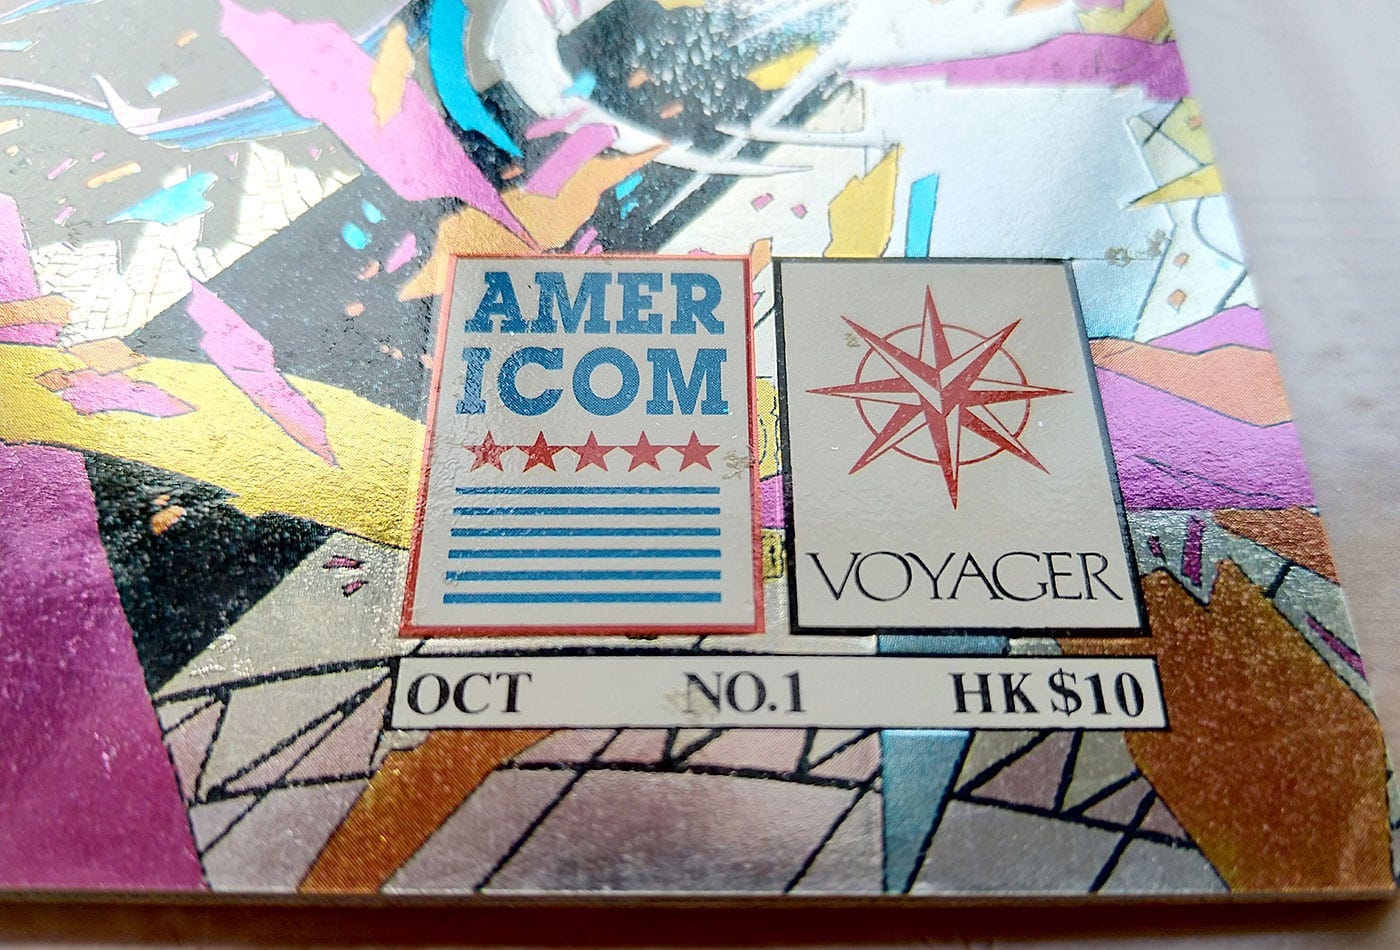 AMER
ICOM
VOYAGER
OCT NO.1 HK$10